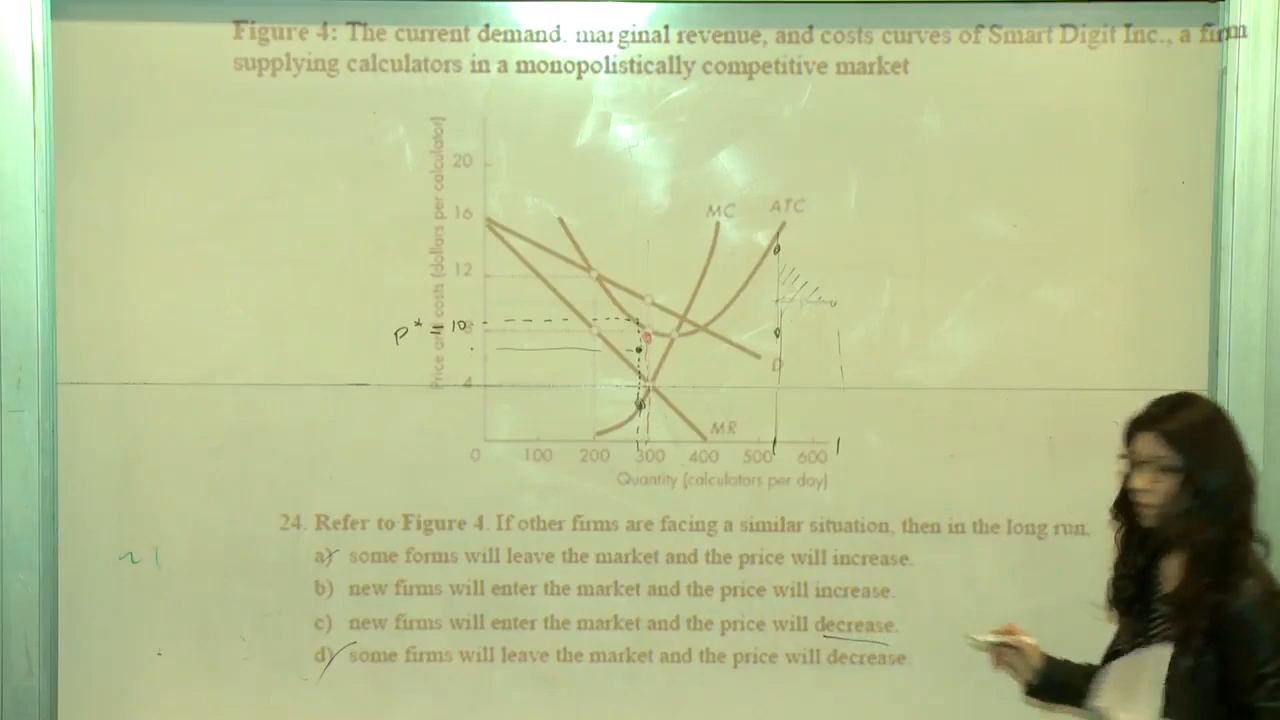 Figure 4: The current demand. marginal revenue, and costs curves of Smart Digit Inc., a firm
supplying calculators in a monopolistically competitive market
Price and costs (dollars per calculator)
20
16
12
8
4
P* = 10
MC
ATC
D
MR
0 100 200 300 400 500 600
Quantity (calculators per day)
24. Refer to Figure 4. If other firms are facing a similar situation, then in the long run,
a) some forms will leave the market and the price will increase.
b) new firms will enter the market and the price will increase.
c) new firms will enter the market and the price will decrease.
d) some firms will leave the market and the price will decrease.